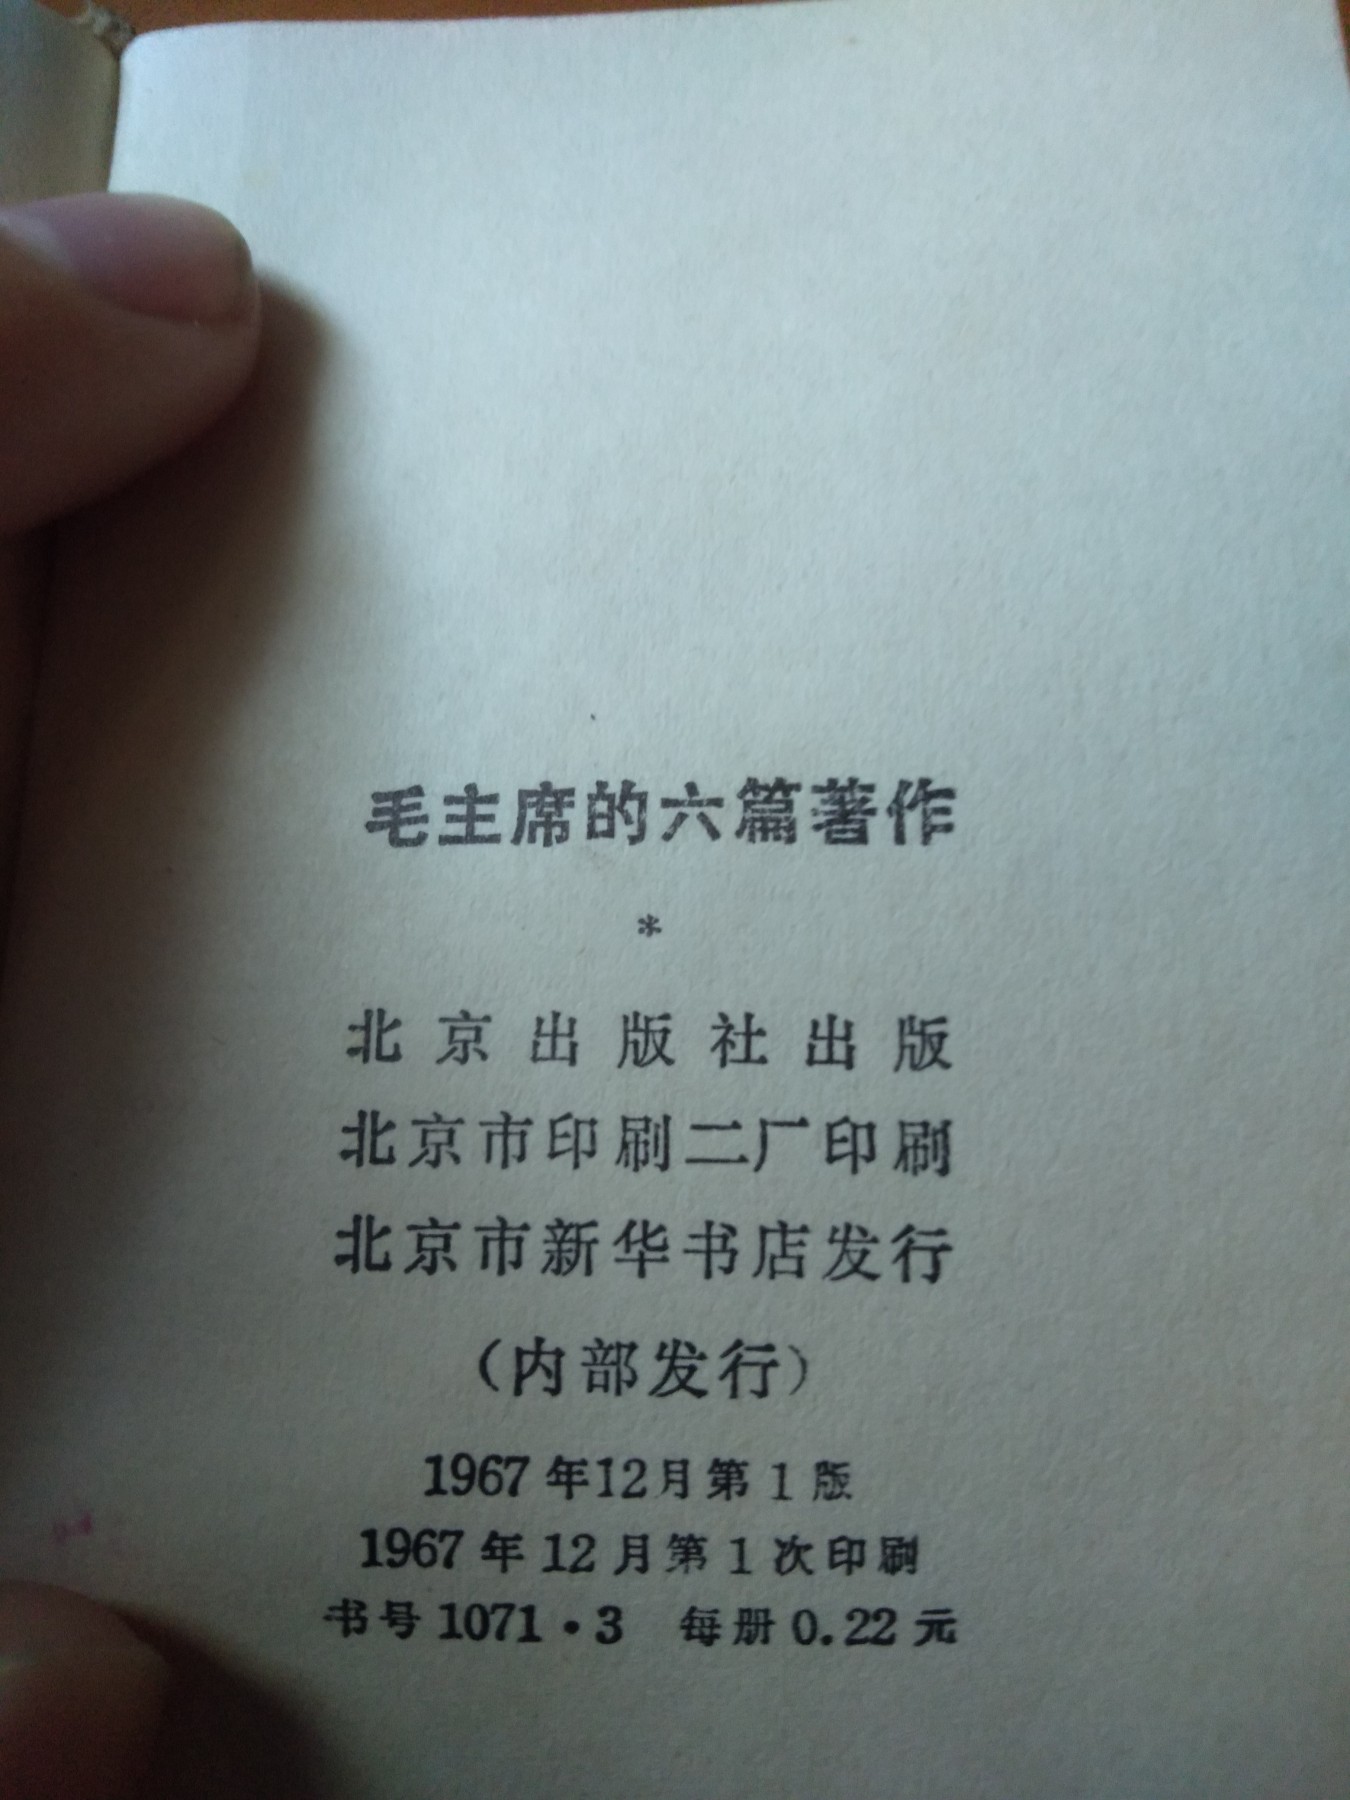 毛主席的六篇著作
*
北京出版社出版
北京市印刷二厂印刷
北京市新华书店发行
（内部发行）
1967年12月第1版
1967年12月第1次印刷
书号1071·3 每册0.22元